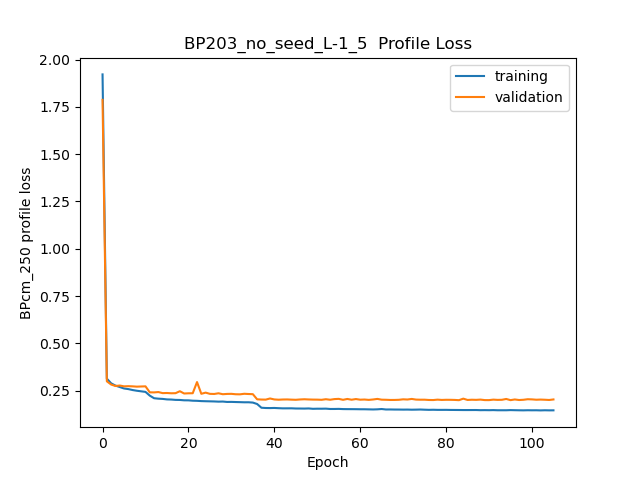 BP203_no_seed_L-1_5  Profile Loss
training
validation
BPcm_250 profile loss
2.00
1.75
1.50
1.25
1.00
0.75
0.50
0.25
0
20
40
60
80
100
Epoch